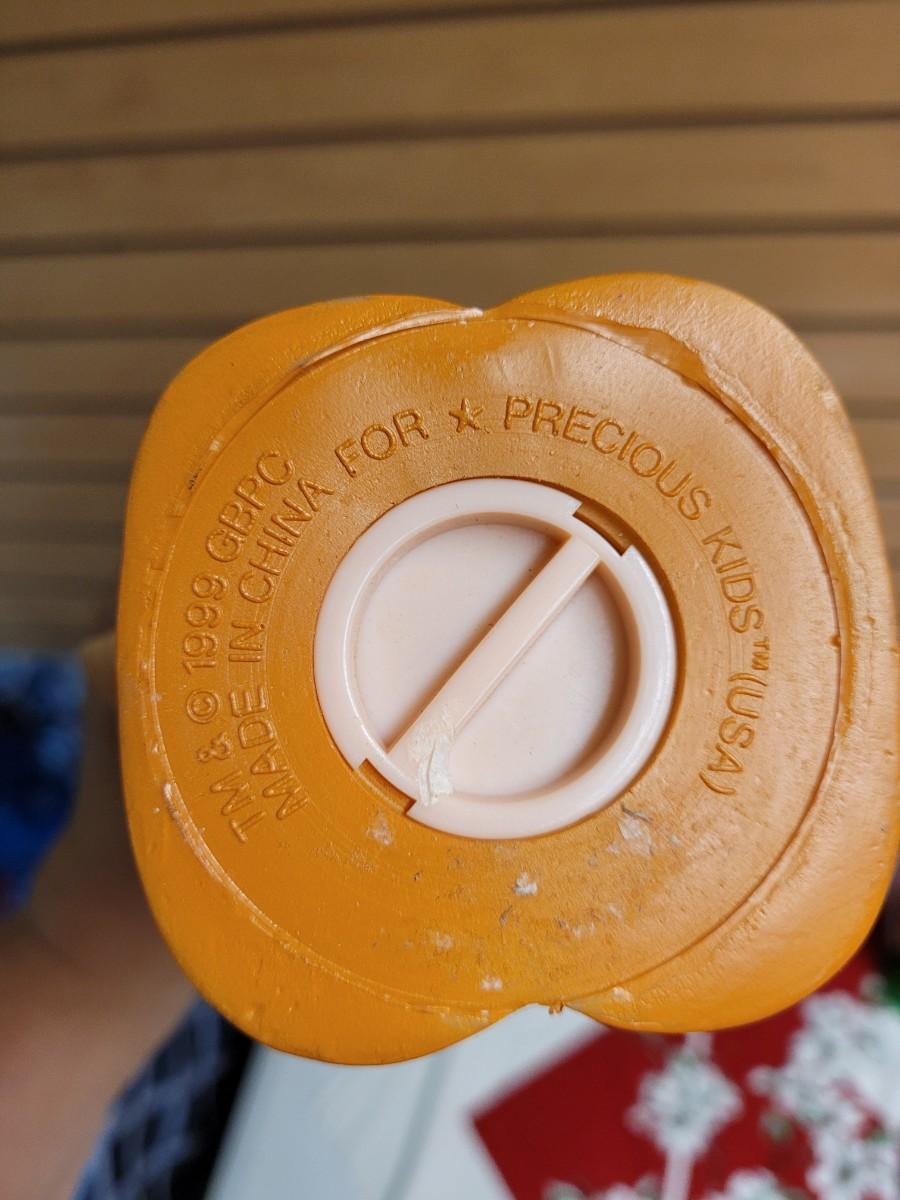 TM & © 1999 GBPC
MADE IN CHINA FOR ★ PRECIOUS KIDS™ (USA)